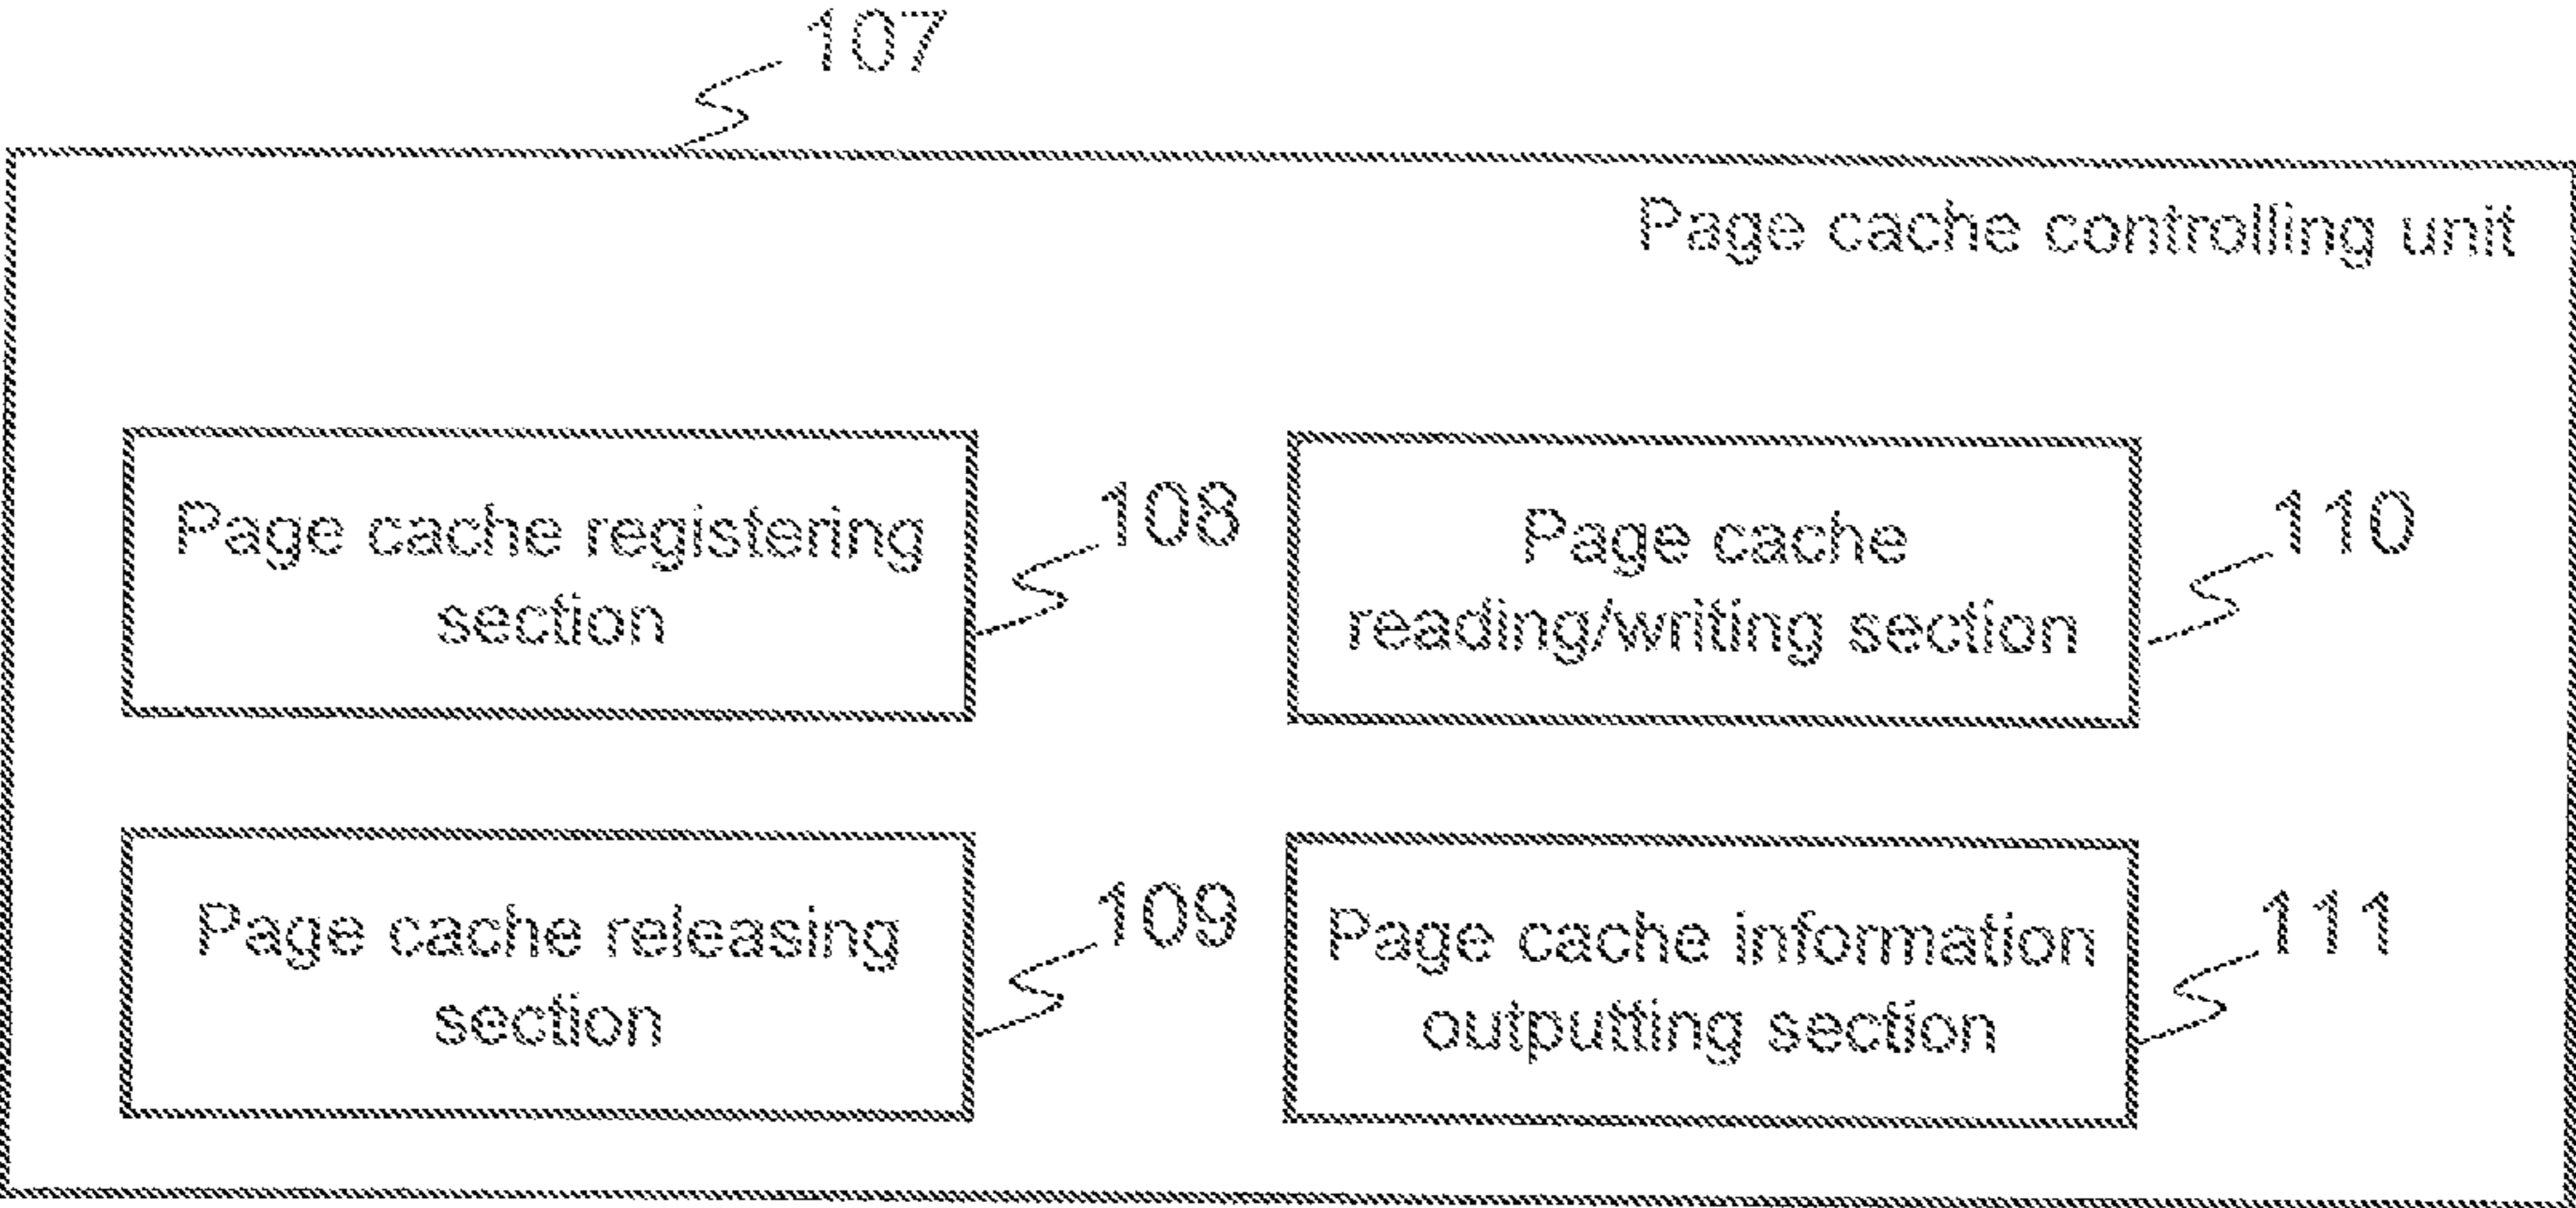 107
Page cache controlling unit
Page cache registering
section
108
Page cache
reading/writing section
110
Page cache releasing
section
109
Page cache information
outputting section
111